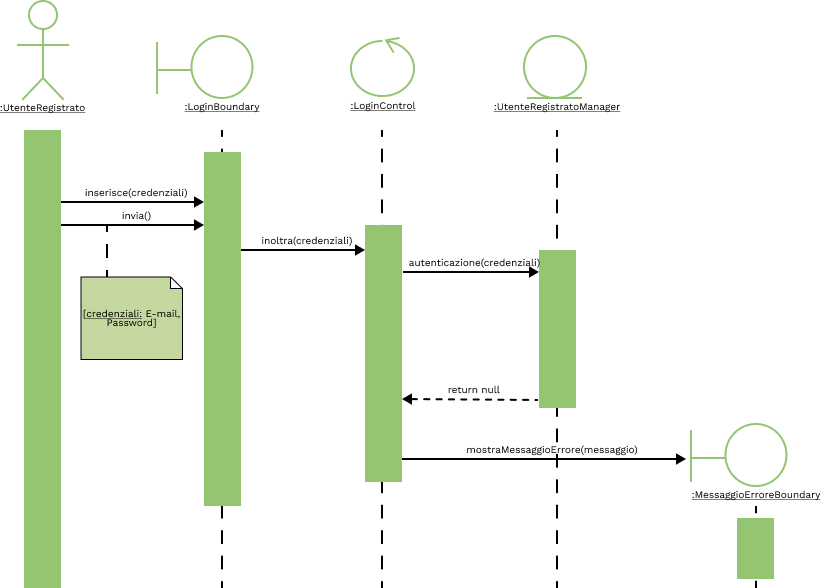 :UtenteRegistrato
:LoginBoundary
:LoginControl
:UtenteRegistratoManager
inserisce(credenziali)
invia()
inoltra(credenziali)
autenticazione(credenziali)
[credenziali: E-mail,
Password]
return null
mostraMessaggioErrore(messaggio)
:MessaggioErroreBoundary